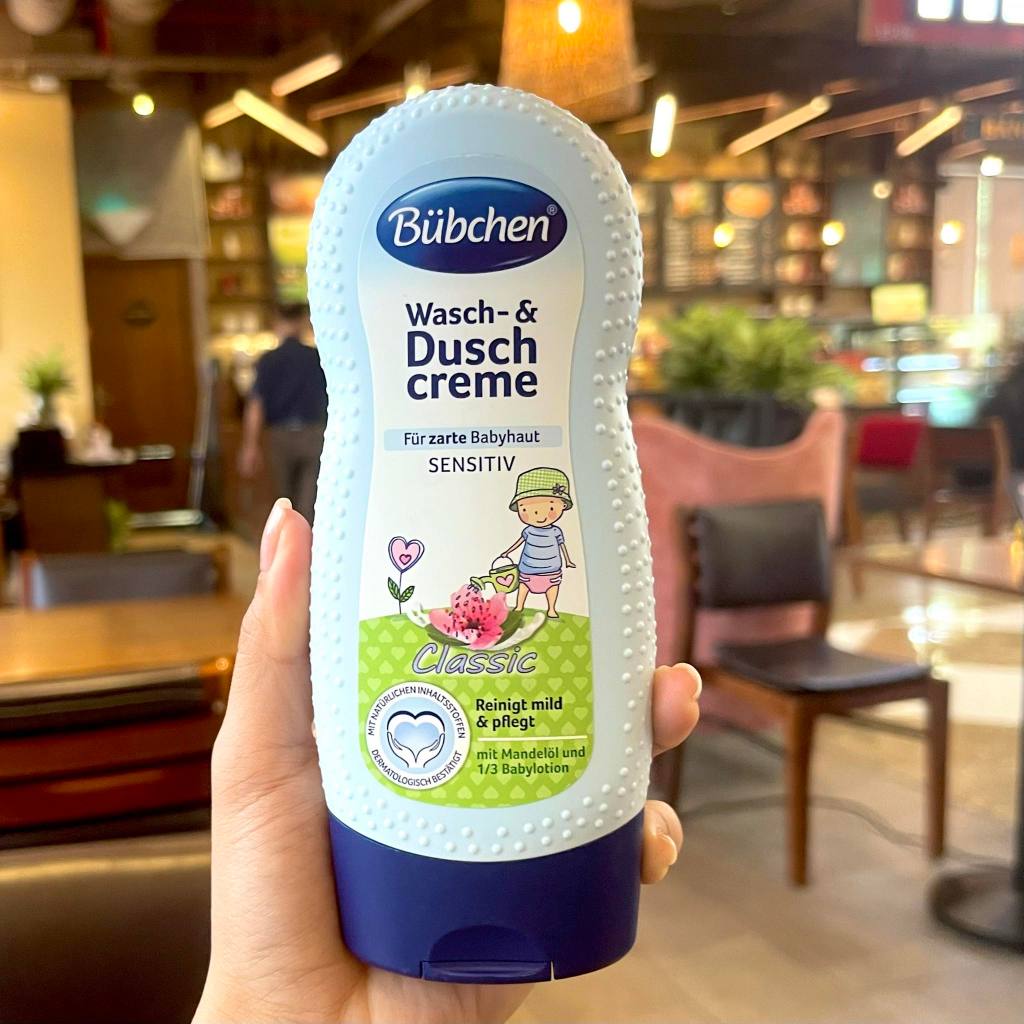 Bübchen®
Wasch- &
Dusch
creme
Für zarte Babyhaut
SENSITIV
Classic
MIT NATÜRLICHEN INHALTSSTOFFEN
DERMATOLOGISCH BESTÄTIGT
Reinigt mild
& pflegt
mit Mandelöl und
1/3 Babylotion